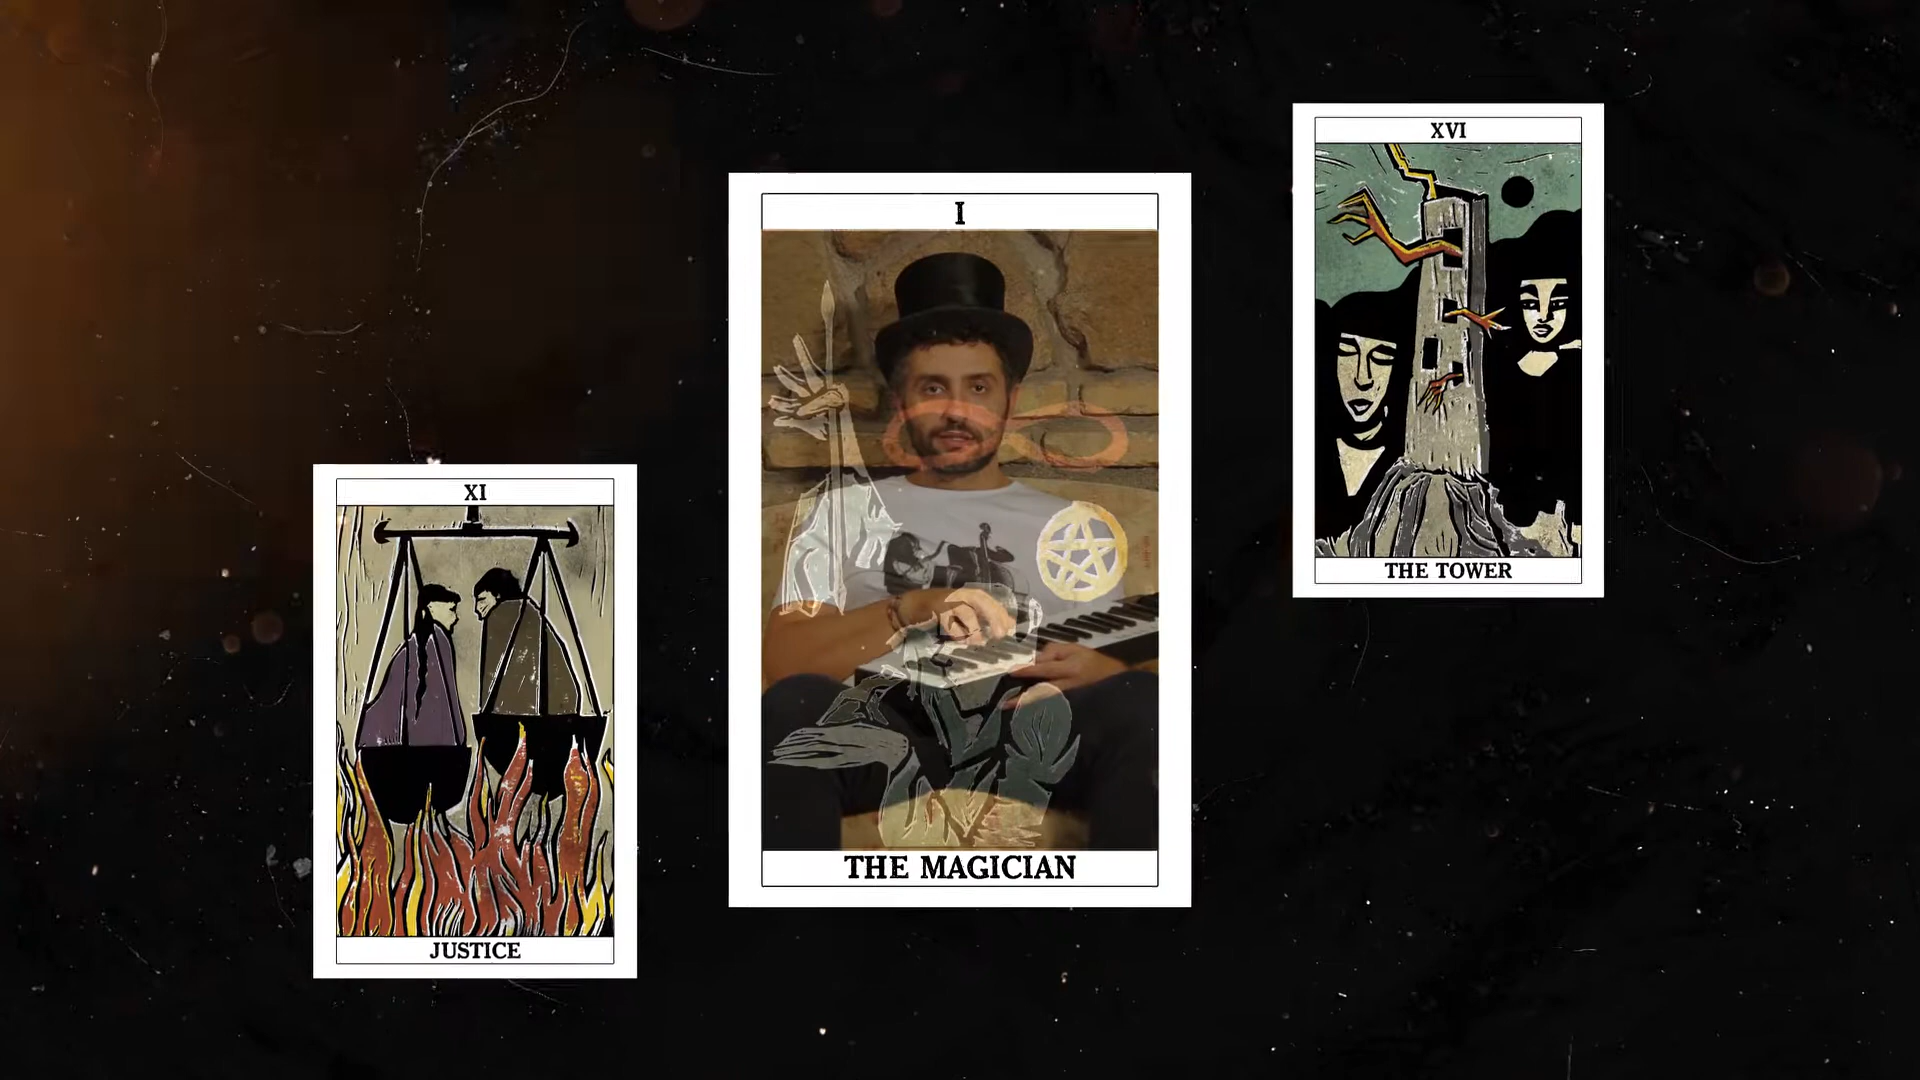 XI
JUSTICE
I
THE MAGICIAN
XVI
THE TOWER